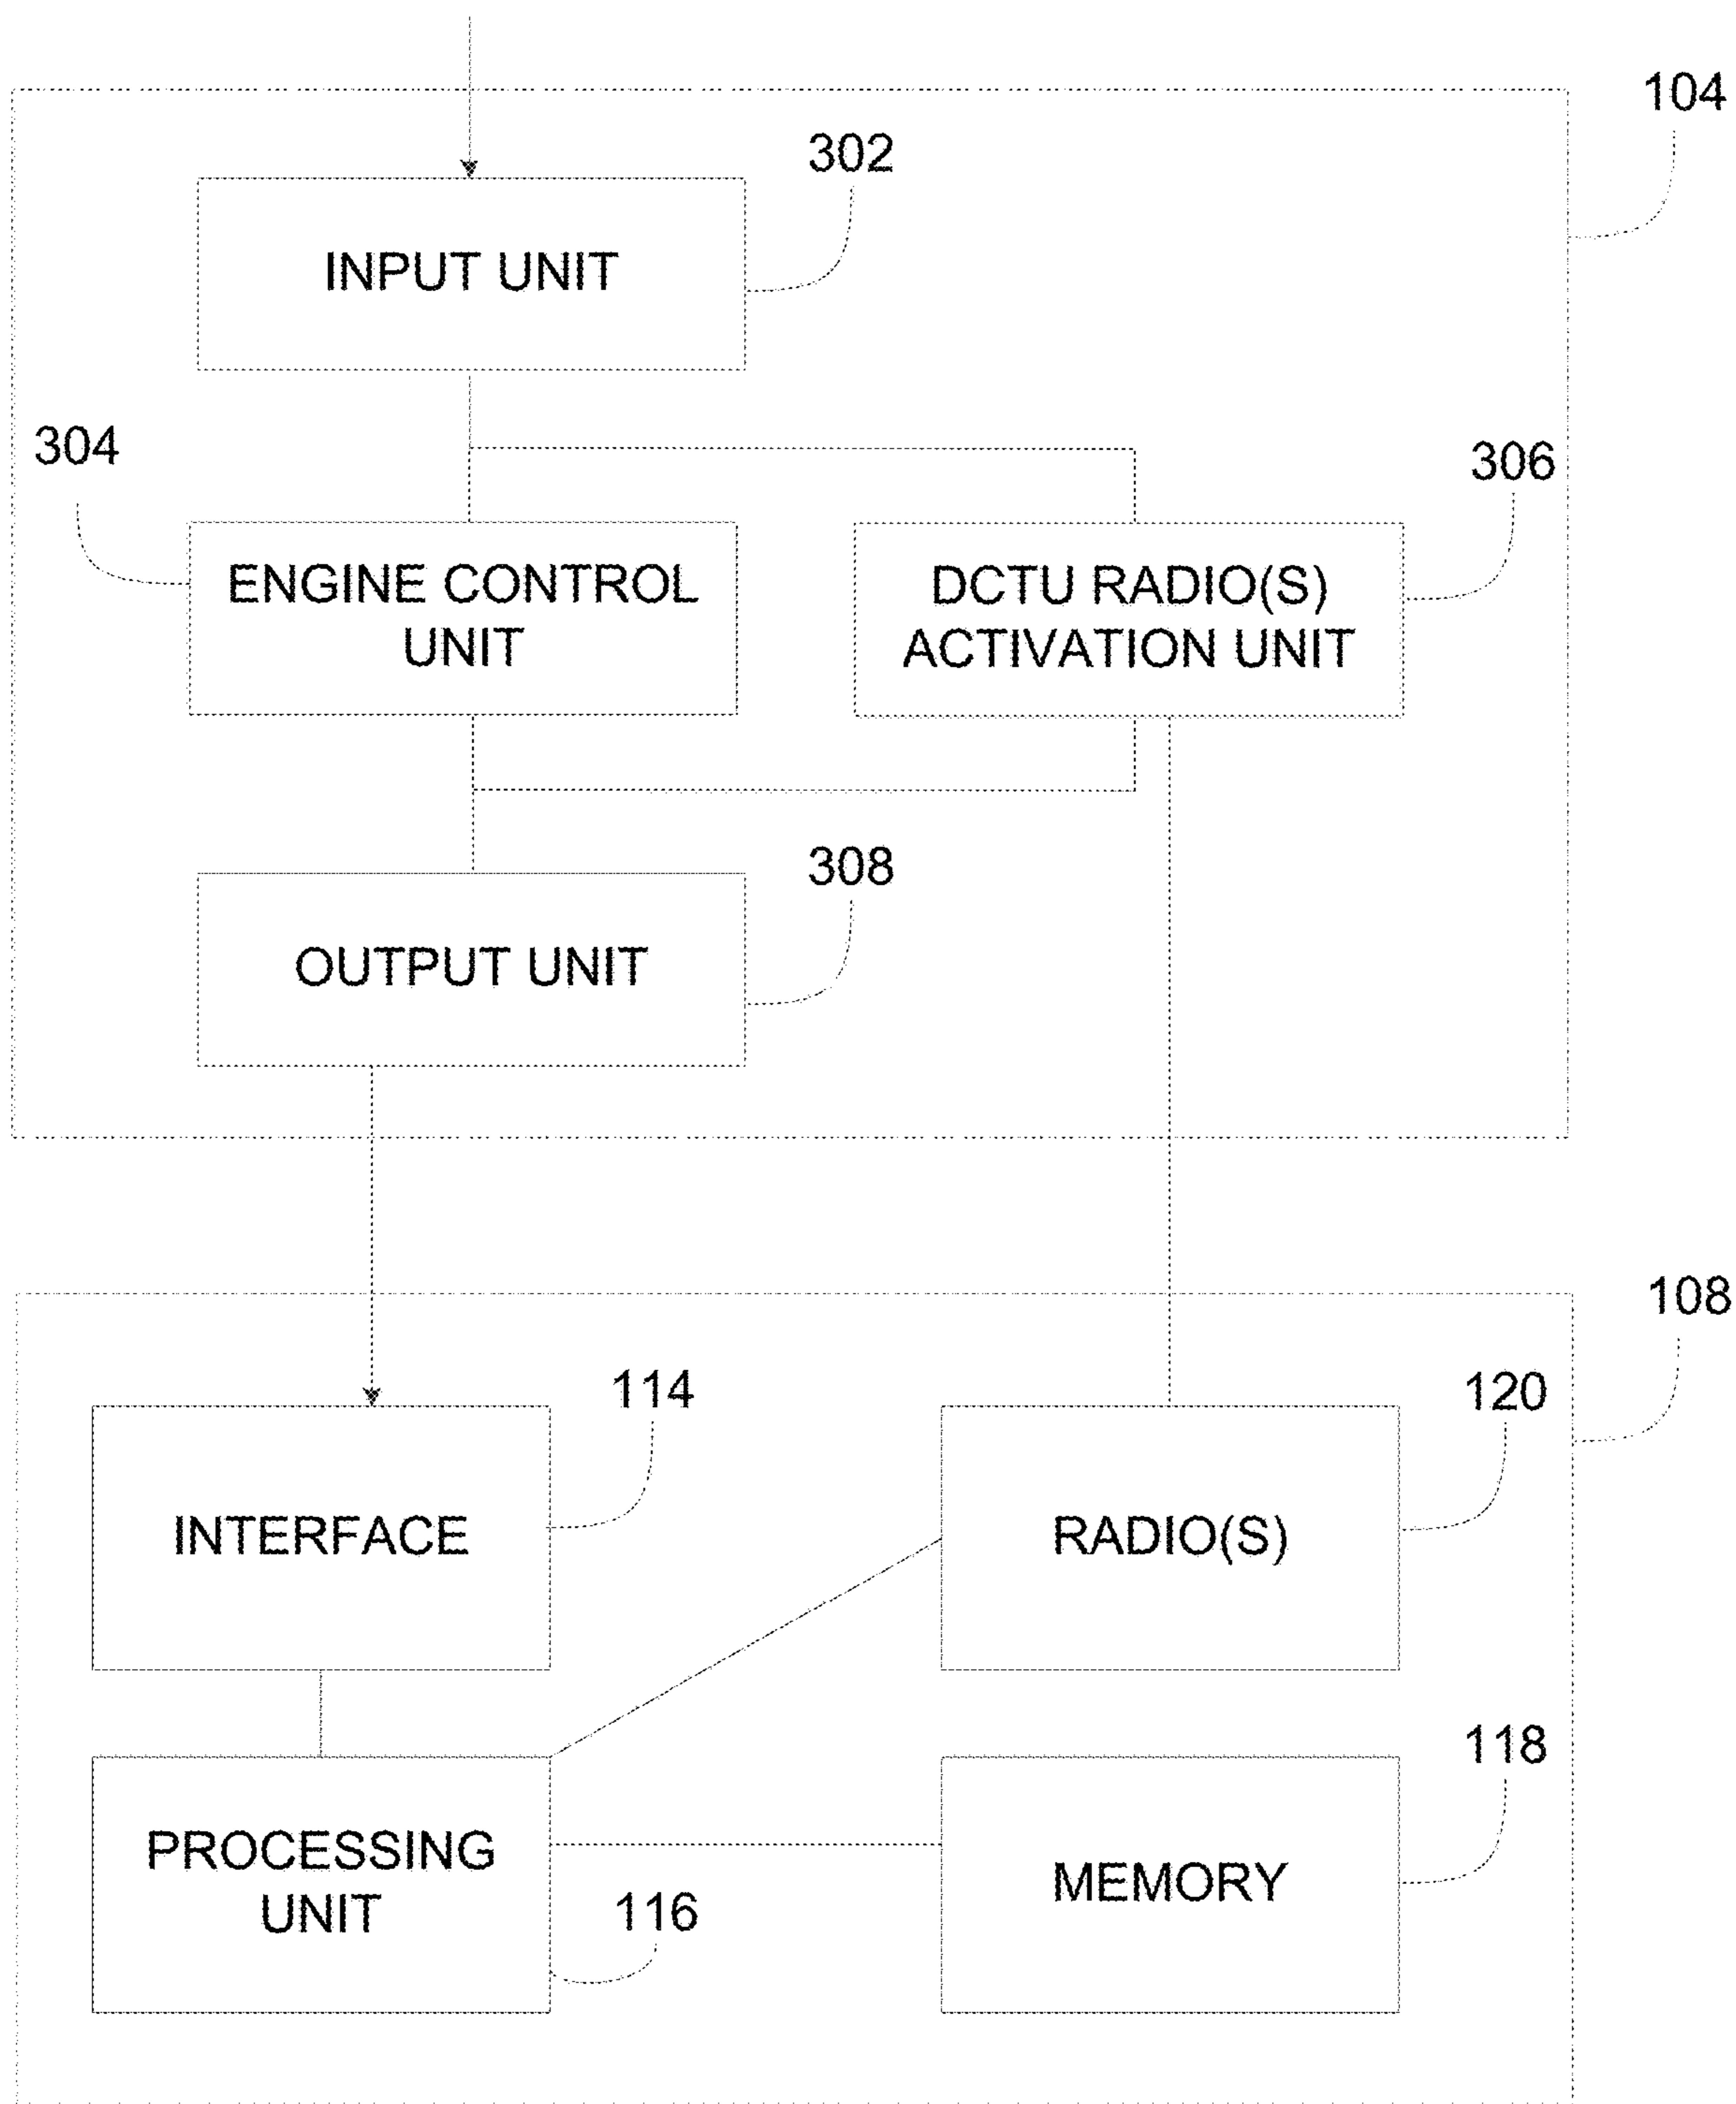 104
302
INPUT UNIT
304
306
ENGINE CONTROL
UNIT
DCTU RADIO(S)
ACTIVATION UNIT
308
OUTPUT UNIT
108
114
120
INTERFACE
RADIO(S)
118
PROCESSING
UNIT
MEMORY
116